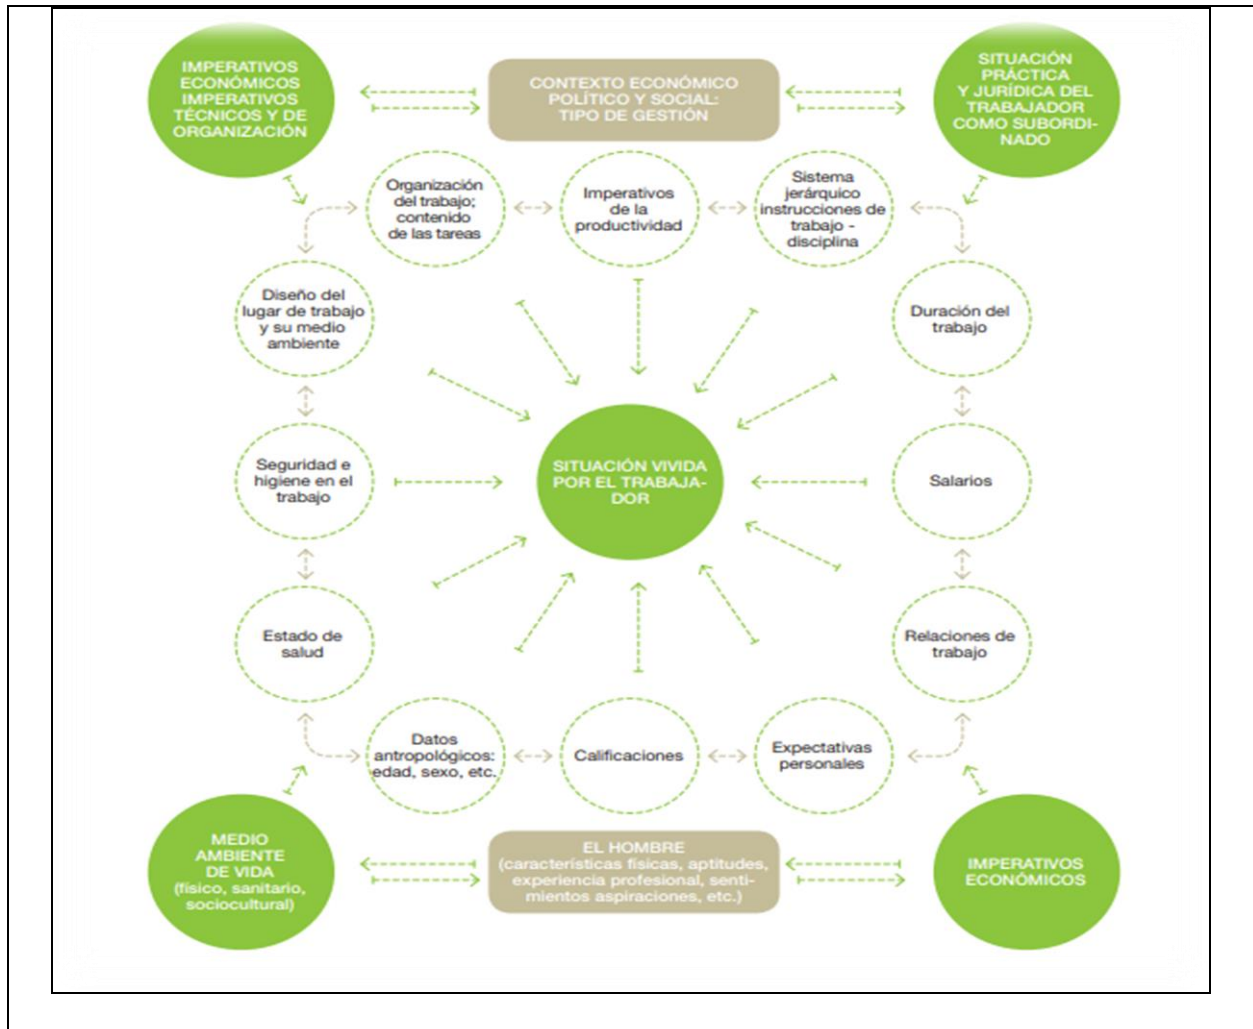 IMPERATIVOS
ECONÓMICOS
IMPERATIVOS
TÉCNICOS Y DE
ORGANIZACIÓN
CONTEXTO ECONÓMICO
POLÍTICO Y SOCIAL:
TIPO DE GESTIÓN
SITUACIÓN
PRÁCTICA
Y JURÍDICA DEL
TRABAJADOR
COMO SUBORDI-
NADO
Organización
del trabajo;
contenido
de las tareas
Imperativos
de la
productividad
Sistema
jerárquico
instrucciones de
trabajo -
disciplina
Diseño del
lugar de trabajo
y su medio
ambiente
Duración del
trabajo
Seguridad e
higiene en el
trabajo
SITUACIÓN VIVIDA
POR EL TRABAJA-
DOR
Salarios
Estado de
salud
Relaciones de
trabajo
Datos
antropológicos:
edad, sexo, etc.
Calificaciones
Expectativas
personales
MEDIO
AMBIENTE
DE VIDA
(físico, sanitario,
sociocultural)
EL HOMBRE
(características físicas, aptitudes,
experiencia profesional, senti-
mientos aspiraciones, etc.)
IMPERATIVOS
ECONÓMICOS